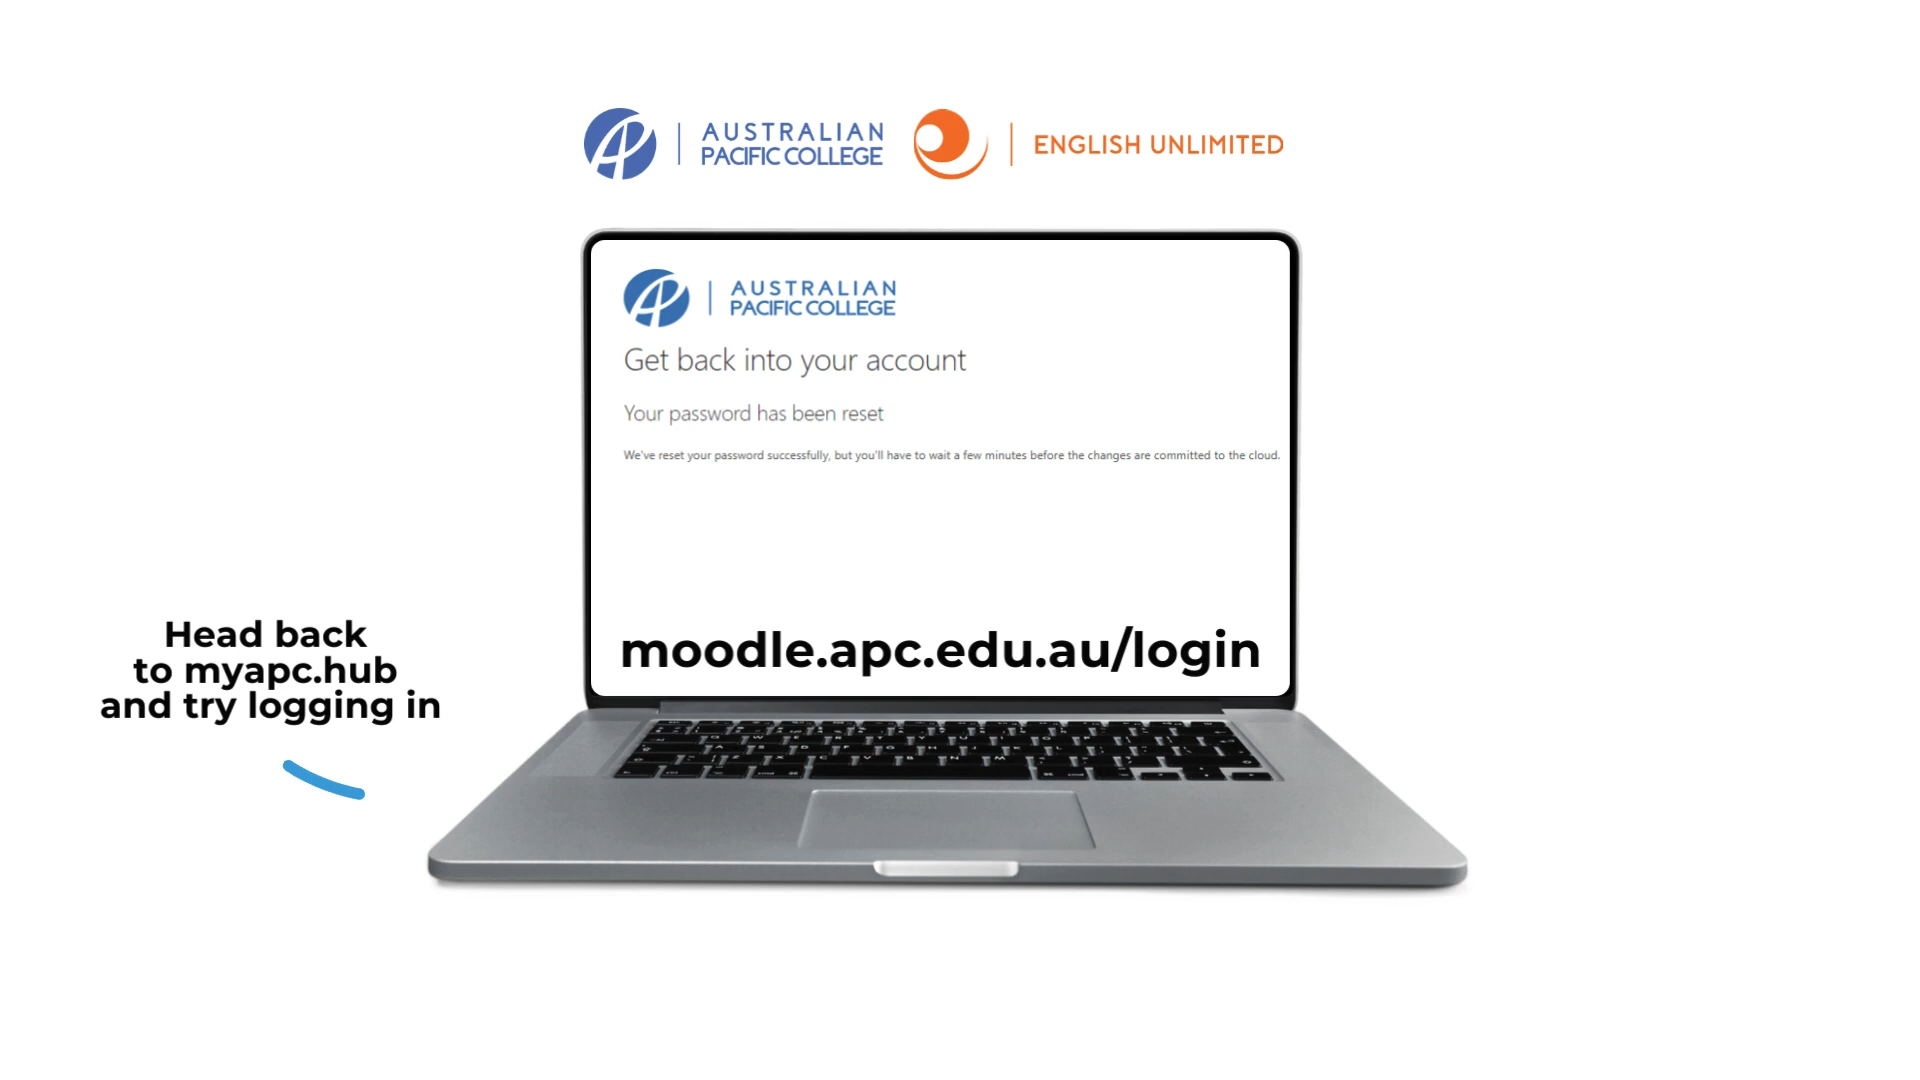 AUSTRALIAN
PACIFIC COLLEGE
ENGLISH UNLIMITED
AUSTRALIAN
PACIFIC COLLEGE
Get back into your account
Your password has been reset
We've reset your password successfully, but you'll have to wait a few minutes before the changes are committed to the cloud.
moodle.apc.edu.au/login
Head back
to myapc.hub
and try logging in